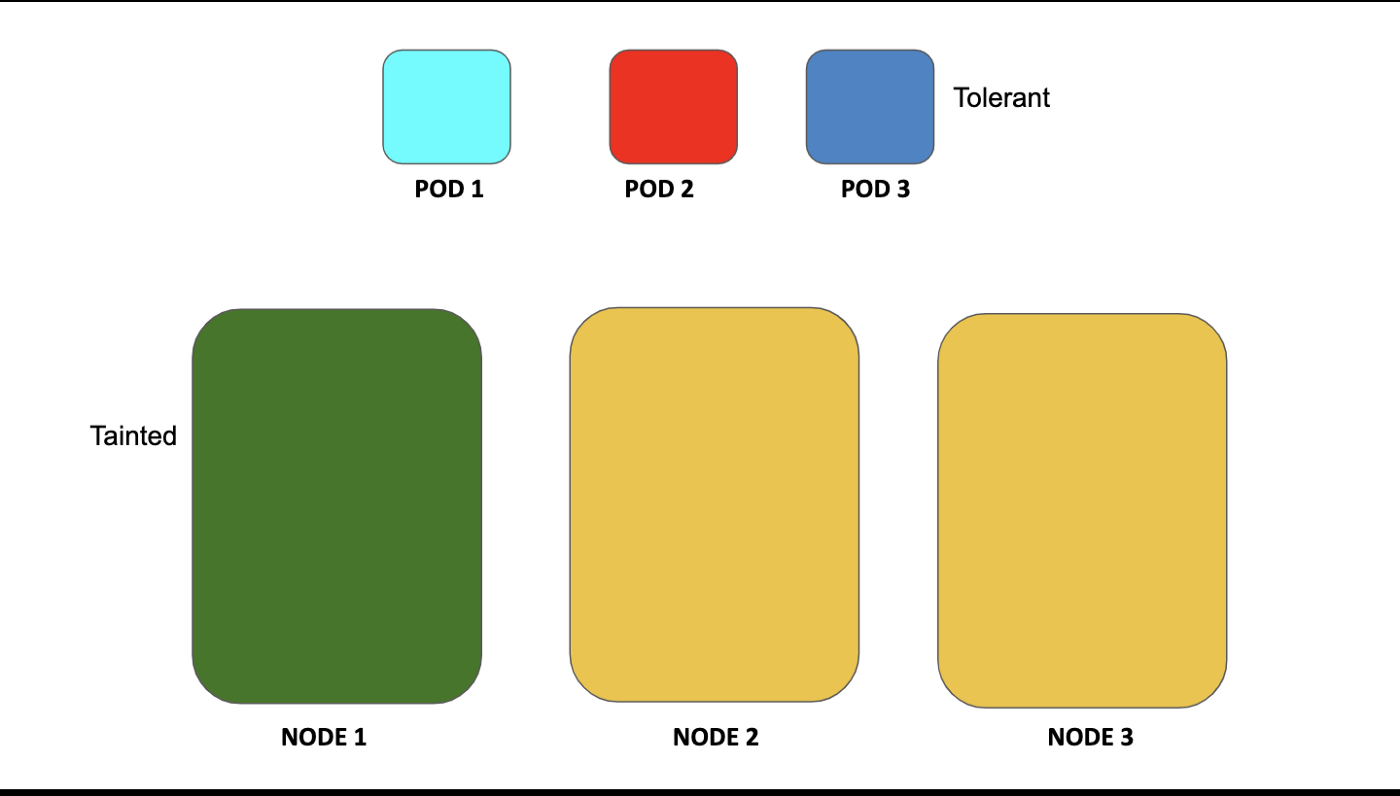 Tolerant
POD 1
POD 2
POD 3
Tainted
NODE 1
NODE 2
NODE 3